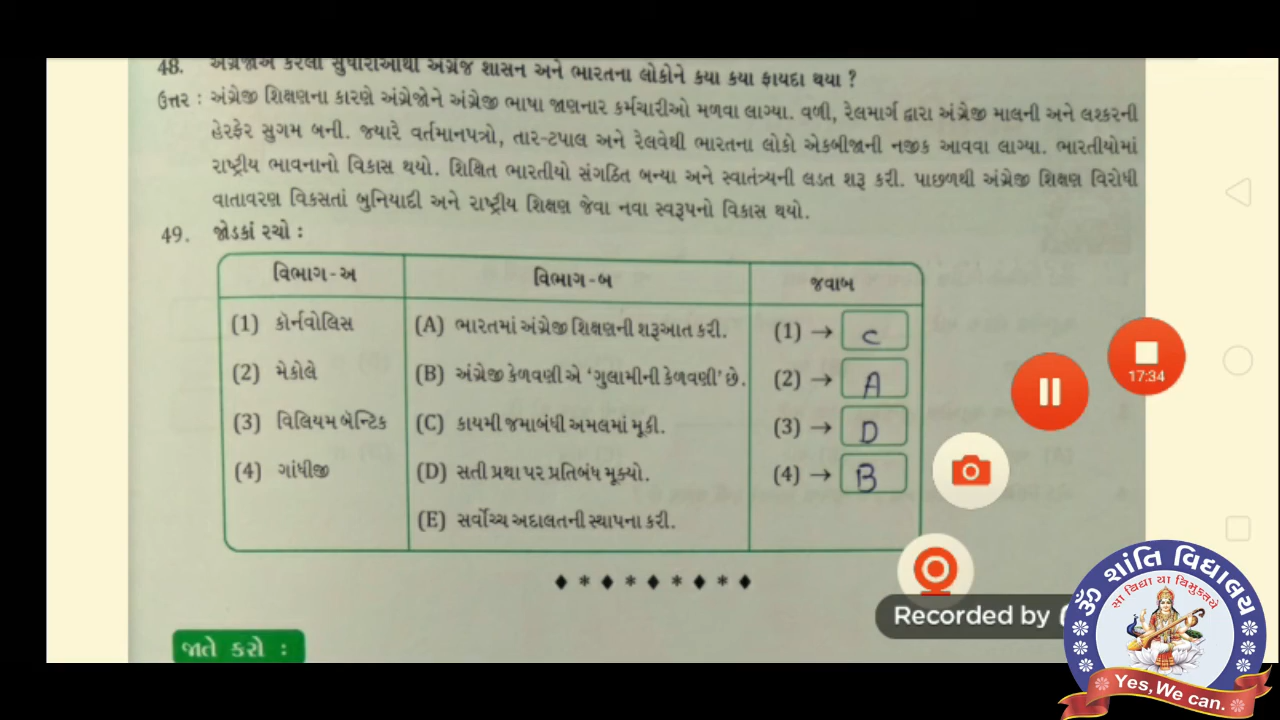 48. અંગ્રેજોએ કરેલા સુધારાઓથી અંગ્રેજ શાસન અને ભારતના લોકોને કયા કયા ફાયદા થયા ?
ઉત્તર : અંગ્રેજી શિક્ષણના કારણે અંગ્રેજોને અંગ્રેજી ભાષા જાણનાર કર્મચારીઓ મળવા લાગ્યા. વળી, રેલમાર્ગ દ્વારા અંગ્રેજી માલની અને લશ્કરની
હેરફેર સુગમ બની. જ્યારે વર્તમાનપત્રો, તાર-ટપાલ અને રેલવેથી ભારતના લોકો એકબીજાની નજીક આવવા લાગ્યા. ભારતીયોમાં
રાષ્ટ્રીય ભાવનાનો વિકાસ થયો. શિક્ષિત ભારતીયો સંગઠિત બન્યા અને સ્વાતંત્ર્યની લડત શરૂ કરી. પાછળથી અંગ્રેજી શિક્ષણ વિરોધી
વાતાવરણ વિકસતાં બુનિયાદી અને રાષ્ટ્રીય શિક્ષણ જેવા નવા સ્વરૂપનો વિકાસ થયો.
49. જોડકાં રચો :
વિભાગ-અ વિભાગ-બ જવાબ
(1) કૉર્નવોલિસ (A) ભારતમાં અંગ્રેજી શિક્ષણની શરૂઆત કરી. (1) → C
(2) મેકોલે (B) અંગ્રેજી કેળવણી એ ‘ગુલામીની કેળવણી’ છે. (2) → A
(3) વિલિયમ બૅન્ટિક (C) કાયમી જમાબંધી અમલમાં મૂકી. (3) → D
(4) ગાંધીજી (D) સતી પ્રથા પર પ્રતિબંધ મૂક્યો. (4) → B
(E) સર્વોચ્ચ અદાલતની સ્થાપના કરી.
જાતે કરો :
17:34
Recorded by
ૐ શાંતિ વિદ્યાલય
સા વિદ્યા યા વિમુક્તયે
Yes, We can.